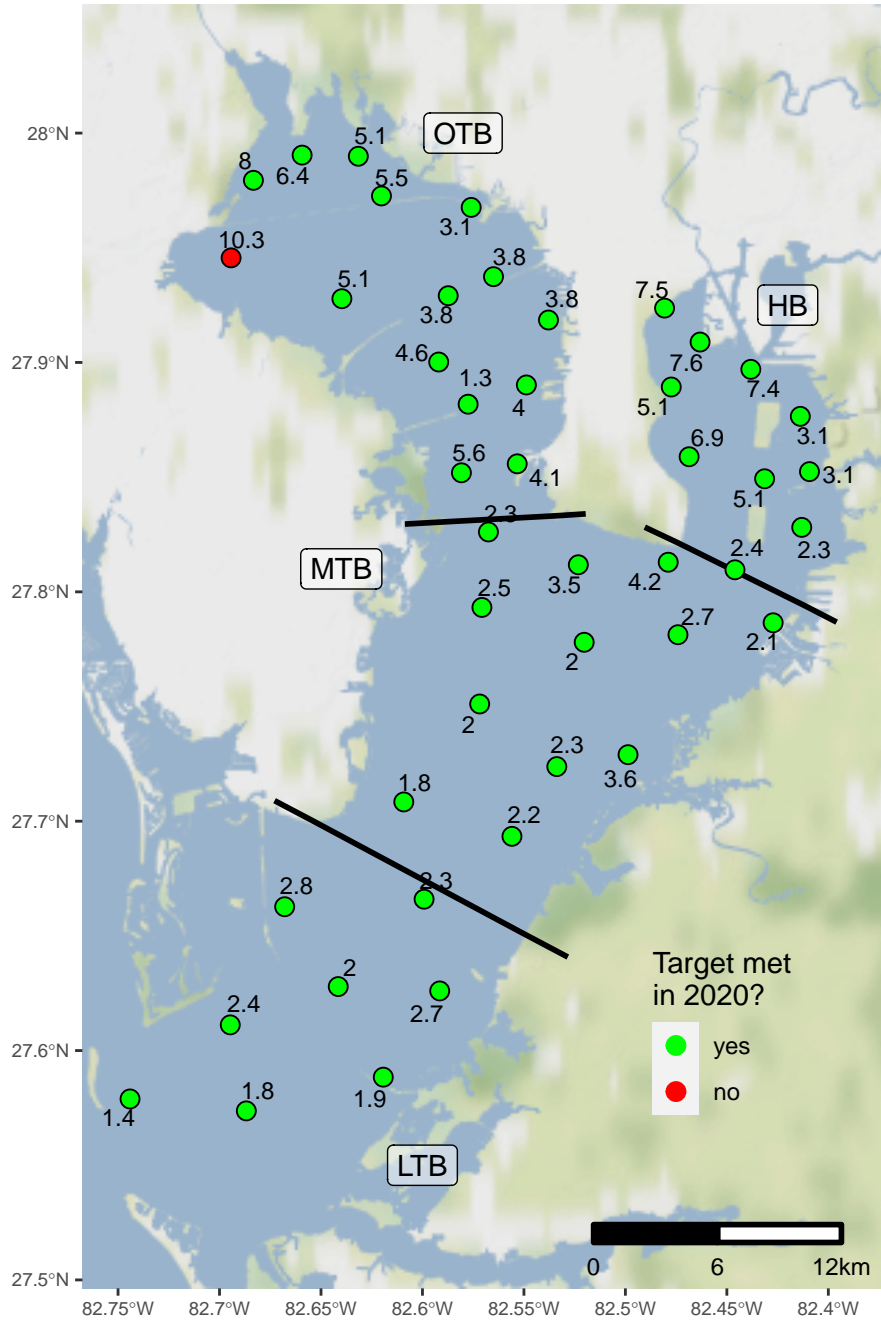 OTB
28°N
5.1
8
6.4
5.5
3.1
10.3
3.8
5.1
3.8
3.8
7.5
HB
4.6
27.9°N
7.6
7.4
1.3
4
5.1
3.1
6.9
5.6
4.1
3.1
5.1
2.3
2.3
MTB
3.5
4.2
2.4
27.8°N
2.5
2.7
2.1
2
2
2.3
3.6
1.8
27.7°N
2.2
2.8
2.3
2
2.7
2.4
Target met
in 2020?
yes
no
27.6°N
1.8
1.9
1.4
LTB
0 6 12km
27.5°N
82.75°W 82.7°W 82.65°W 82.6°W 82.55°W 82.5°W 82.45°W 82.4°W